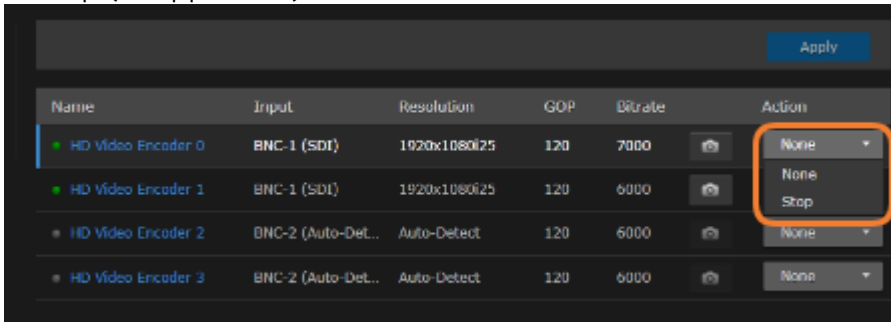 Apply
Name Input Resolution GOP Bitrate Action
HD Video Encoder 0 BNC-1 (SDI) 1920x1080i25 120 7000 None
None
HD Video Encoder 1 BNC-1 (SDI) 1920x1080i25 120 6000
Stop
HD Video Encoder 2 BNC-2 (Auto-Det... Auto-Detect 120 6000 None
HD Video Encoder 3 BNC-2 (Auto-Det... Auto-Detect 120 6000 None